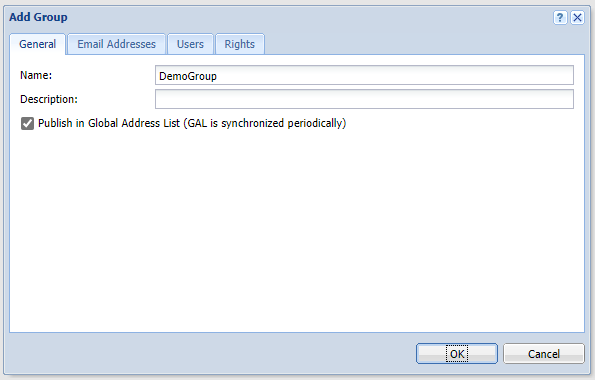 Add Group
General Email Addresses Users Rights
Name: DemoGroup
Description:
Publish in Global Address List (GAL is synchronized periodically)
OK Cancel